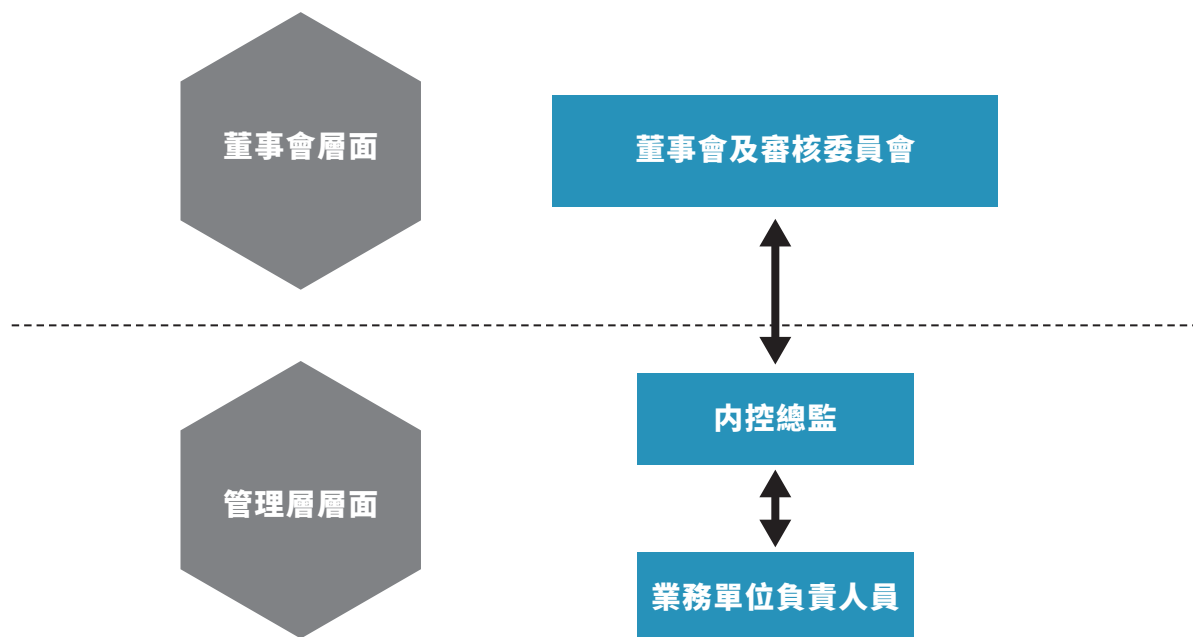 董事會層面
董事會及審核委員會
内控總監
管理層層面
業務單位負責人員